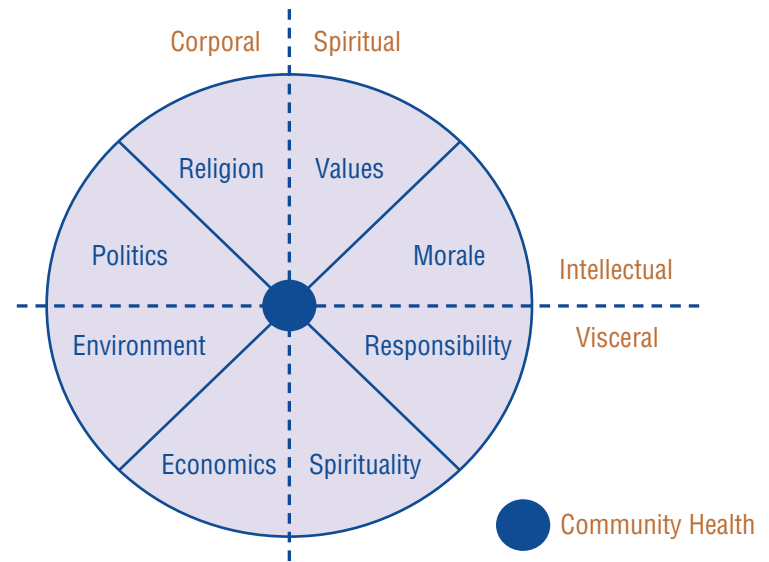 Corporal Spiritual
Religion Values
Politics Morale
Intellectual
Environment Responsibility
Visceral
Economics Spirituality
Community Health